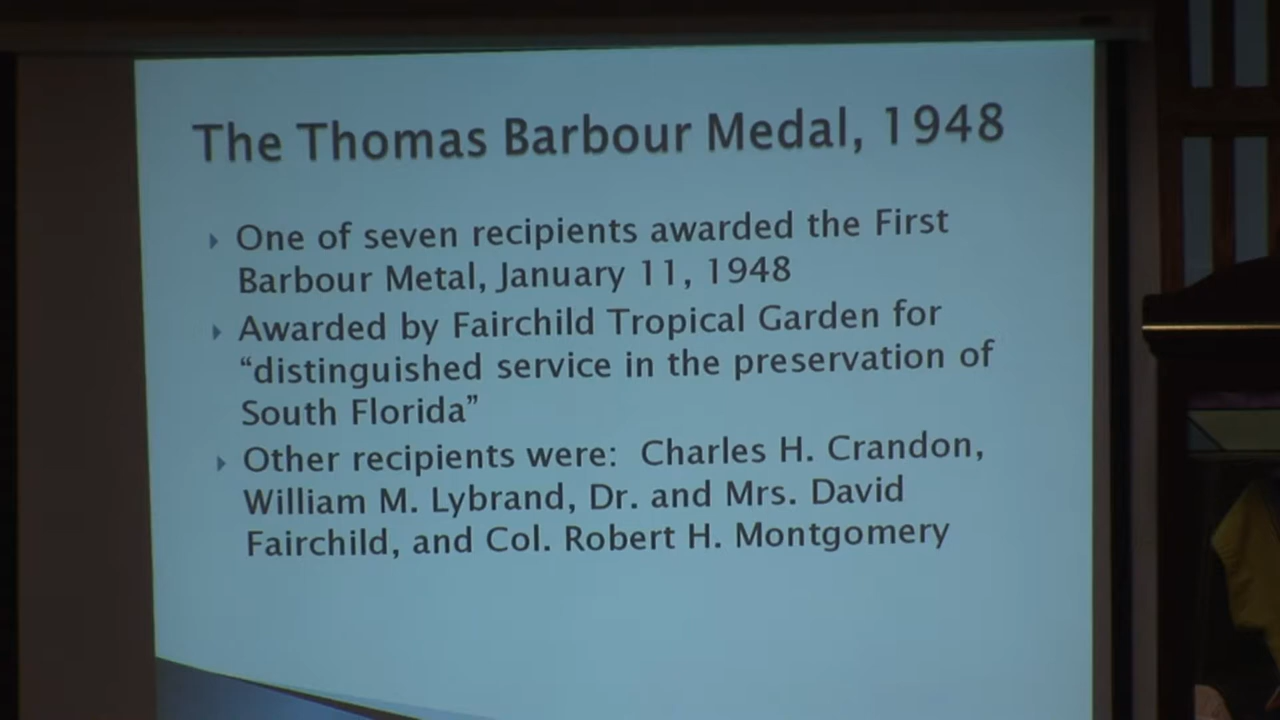 The Thomas Barbour Medal, 1948
One of seven recipients awarded the First
Barbour Metal, January 11, 1948
Awarded by Fairchild Tropical Garden for
“distinguished service in the preservation of
South Florida”
Other recipients were:  Charles H. Crandon,
William M. Lybrand, Dr. and Mrs. David
Fairchild, and Col. Robert H. Montgomery